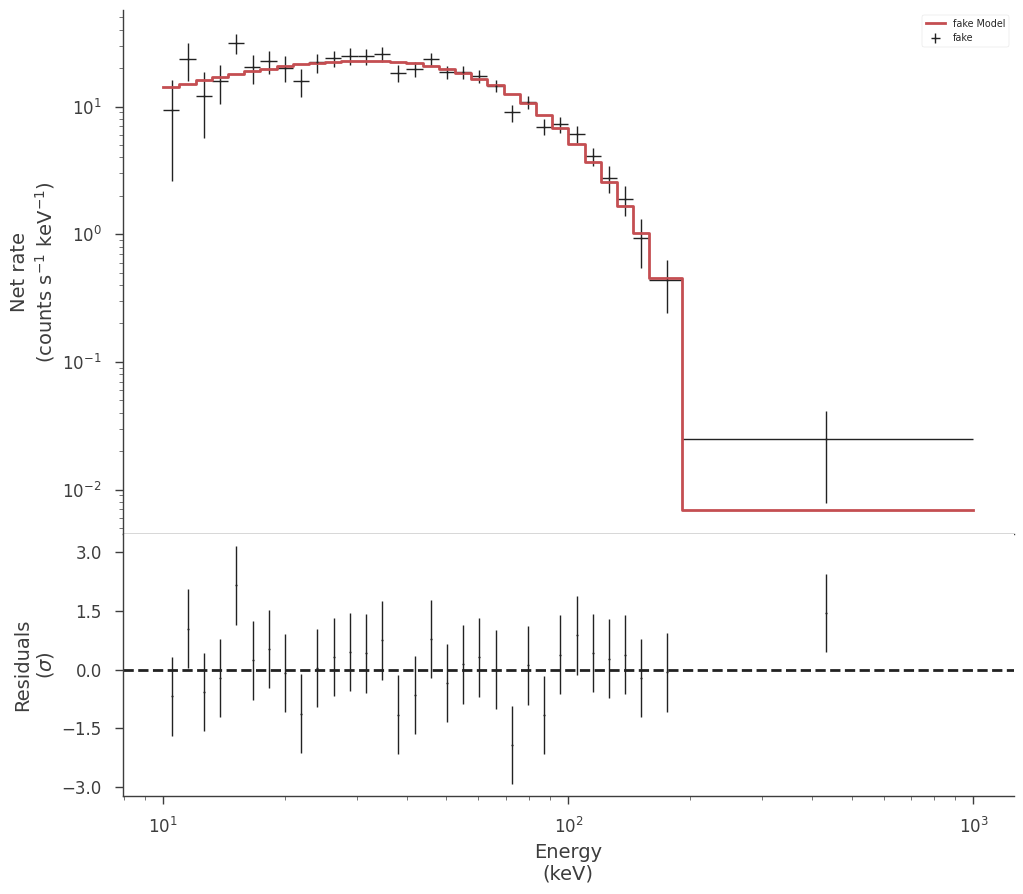 fake Model
fake
10¹
10⁰
10⁻¹
10⁻²
Net rate
(counts s⁻¹ keV⁻¹)
3.0
1.5
0.0
−1.5
−3.0
Residuals
(σ)
10¹
10²
10³
Energy
(keV)